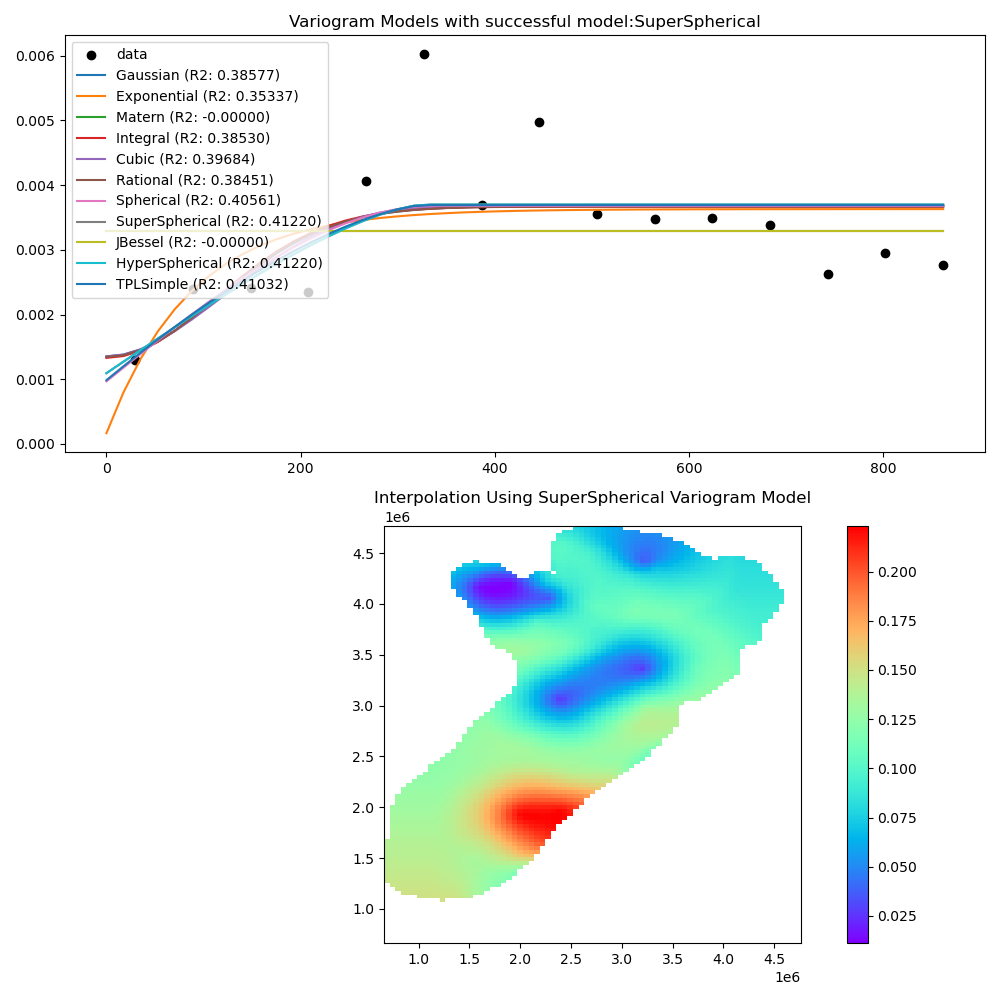 Variogram Models with successful model:SuperSpherical
0.006
0.005
0.004
0.003
0.002
0.001
0.000
data
Gaussian (R2: 0.38577)
Exponential (R2: 0.35337)
Matern (R2: -0.00000)
Integral (R2: 0.38530)
Cubic (R2: 0.39684)
Rational (R2: 0.38451)
Spherical (R2: 0.40561)
SuperSpherical (R2: 0.41220)
JBessel (R2: -0.00000)
HyperSpherical (R2: 0.41220)
TPLSimple (R2: 0.41032)
0 200 400 600 800
Interpolation Using SuperSpherical Variogram Model
1e6
4.5
4.0
3.5
3.0
2.5
2.0
1.5
1.0
1.0 1.5 2.0 2.5 3.0 3.5 4.0 4.5
1e6
0.200
0.175
0.150
0.125
0.100
0.075
0.050
0.025